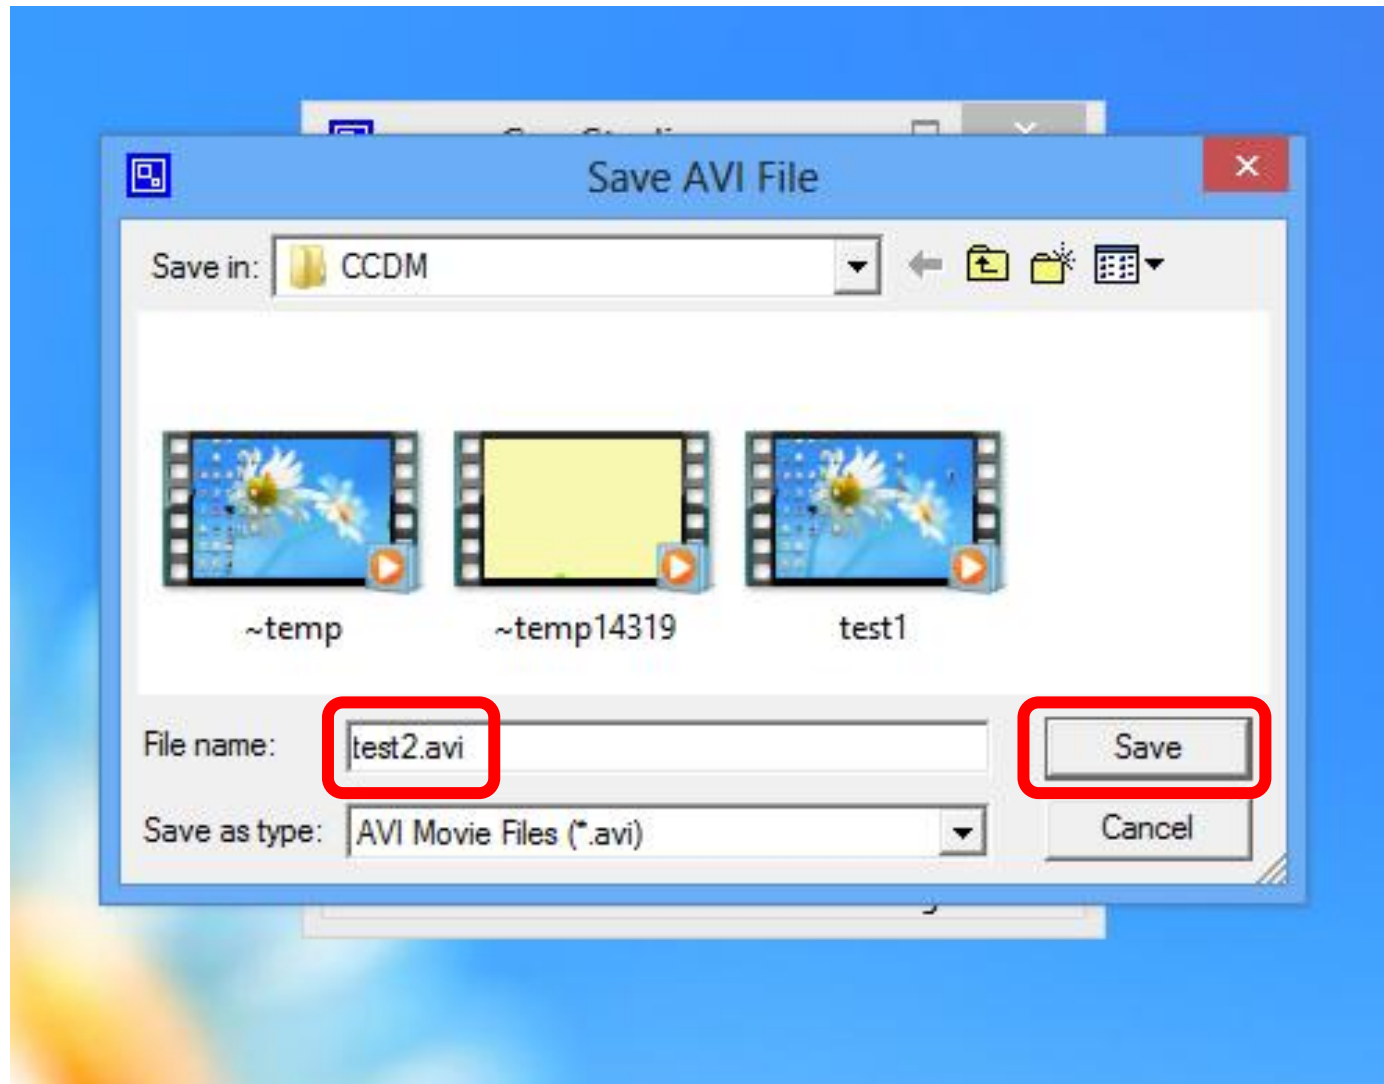 Save AVI File
Save in: CCDM
~temp ~temp14319 test1
File name: test2.avi Save
Save as type: AVI Movie Files (*.avi) Cancel